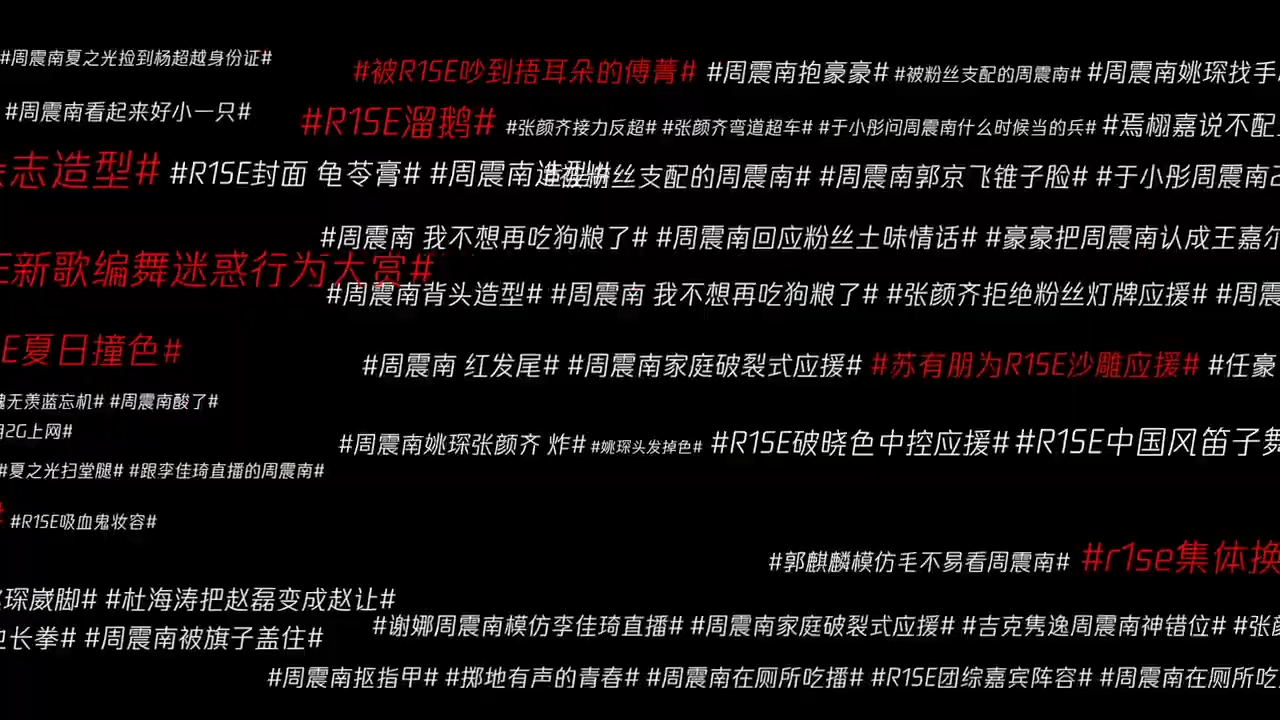 #周震南夏之光捡到杨超越身份证#
#被R1SE吵到捂耳朵的傅菁# #周震南抱豪豪# #被粉丝支配的周震南# #周震南姚琛找手
#周震南看起来好小一只#
#R1SE溜鹅# #张颜齐接力反超# #张颜齐弯道超车# #于小彤问周震南什么时候当的兵# #焉栩嘉说不配
志造型# #R1SE封面 龟苓膏# #周震南造型# 粉丝支配的周震南# #周震南郭京飞锥子脸# #于小彤周震南2
#周震南 我不想再吃狗粮了# #周震南回应粉丝土味情话# #豪豪把周震南认成王嘉尔
E新歌编舞迷惑行为大赏#
#周震南背头造型# #周震南 我不想再吃狗粮了# #张颜齐拒绝粉丝灯牌应援# #周震
E夏日撞色#
#周震南 红发尾# #周震南家庭破裂式应援# #苏有朋为R1SE沙雕应援# #任豪
无羡蓝忘机# #周震南酸了#
2G上网#
#周震南姚琛张颜齐 炸# #姚琛头发掉色# #R1SE破晓色中控应援# #R1SE中国风笛子舞
#夏之光扫堂腿# #跟李佳琦直播的周震南#
# #R1SE吸血鬼妆容#
#郭麒麟模仿毛不易看周震南# #r1se集体换
琛崴脚# #杜海涛把赵磊变成赵让#
#谢娜周震南模仿李佳琦直播# #周震南家庭破裂式应援# #吉克隽逸周震南神错位# #张颜
长拳# #周震南被旗子盖住#
#周震南抠指甲# #掷地有声的青春# #周震南在厕所吃播# #R1SE团综嘉宾阵容# #周震南在厕所吃